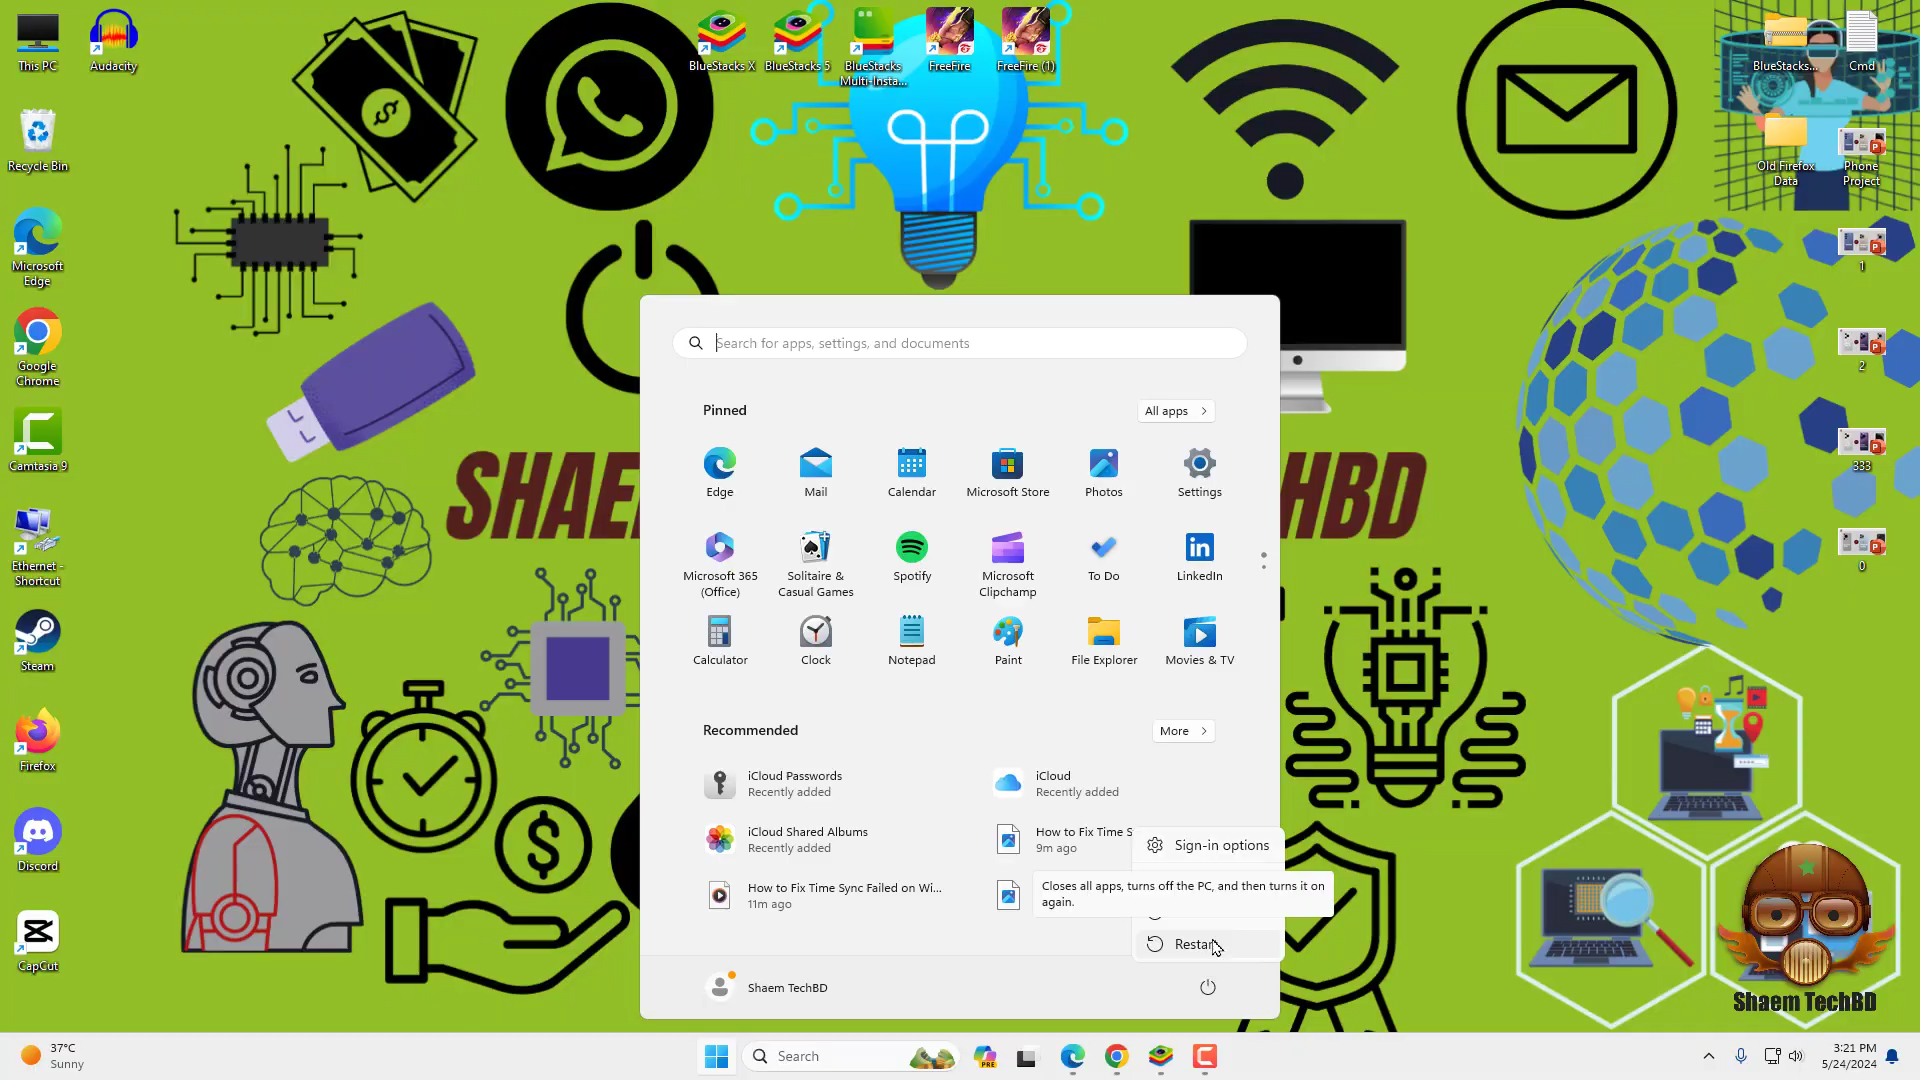 This PC
Audacity
BlueStacks X
BlueStacks 5
BlueStacks
Multi-Insta...
FreeFire
FreeFire (1)
BlueStacks...
Cmd
Recycle Bin
Old Firefox
Data
Phone
Project
Microsoft
Edge
1
Google
Chrome
2
Camtasia 9
333
Ethernet -
Shortcut
0
Steam
Firefox
Discord
CapCut
SHAE
HBD
Search for apps, settings, and documents
Pinned
All apps
Edge
Mail
Calendar
Microsoft Store
Photos
Settings
Microsoft 365
(Office)
Solitaire &
Casual Games
Spotify
Microsoft
Clipchamp
To Do
LinkedIn
Calculator
Clock
Notepad
Paint
File Explorer
Movies & TV
Recommended
More
iCloud Passwords
Recently added
iCloud
Recently added
iCloud Shared Albums
Recently added
How to Fix Time S
9m ago
How to Fix Time Sync Failed on Wi...
11m ago
Sign-in options
Closes all apps, turns off the PC, and then turns it on
again.
Restart
Shaem TechBD
Shaem TechBD
37°C
Sunny
Search
PRE
3:21 PM
5/24/2024